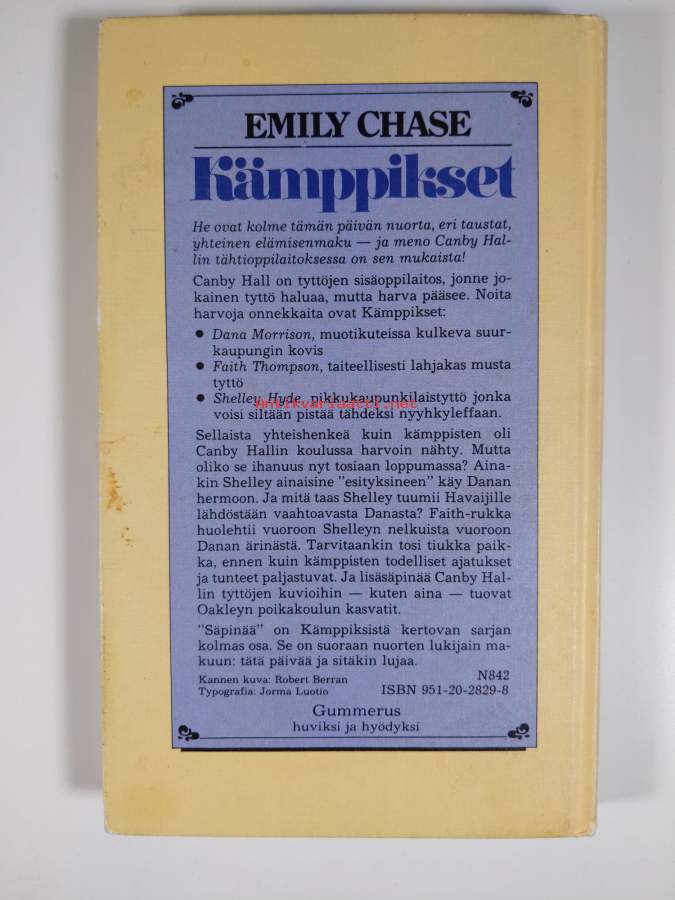 EMILY CHASE
Kämppikset
He ovat kolme tämän päivän nuorta, eri taustat,
yhteinen elämisenmaku — ja meno Canby Hal-
lin tähtioppilaitoksessa on sen mukaista!
Canby Hall on tyttöjen sisäoppilaitos, jonne jo-
kainen tyttö haluaa, mutta harva pääsee. Noita
harvoja onnekkaita ovat Kämppikset:
● Dana Morrison, muotikuteissa kulkeva suur-
kaupungin kovis
● Faith Thompson, taiteellisesti lahjakas musta
tyttö
● Shelley Hyde, pikkukaupunkilaistyttö jonka
Antikvariaatti.net
voisi siltään pistää tähdeksi nyyhkyleffaan.
Sellaista yhteishenkeä kuin kämppisten oli
Canby Hallin koulussa harvoin nähty. Mutta
oliko se ihanuus nyt tosiaan loppumassa? Aina-
kin Shelley ainaisine "esityksineen" käy Danan
hermoon. Ja mitä taas Shelley tuumii Havaijille
lähdöstään vaahtoavasta Danasta? Faith-rukka
huolehtii vuoroon Shelleyn nelkuista vuoroon
Danan ärinästä. Tarvitaankin tosi tiukka paik-
ka, ennen kuin kämppisten todelliset ajatukset
ja tunteet paljastuvat. Ja lisäsäpinää Canby Hal-
lin tyttöjen kuvioihin — kuten aina — tuovat
Oakleyn poikakoulun kasvatit.
"Säpinää" on Kämppiksistä kertovan sarjan
kolmas osa. Se on suoraan nuorten lukijain ma-
kuun: tätä päivää ja sitäkin lujaa.
Kannen kuva: Robert Berran N842
Typografia: Jorma Luotio ISBN 951-20-2829-8
Gummerus
huviksi ja hyödyksi